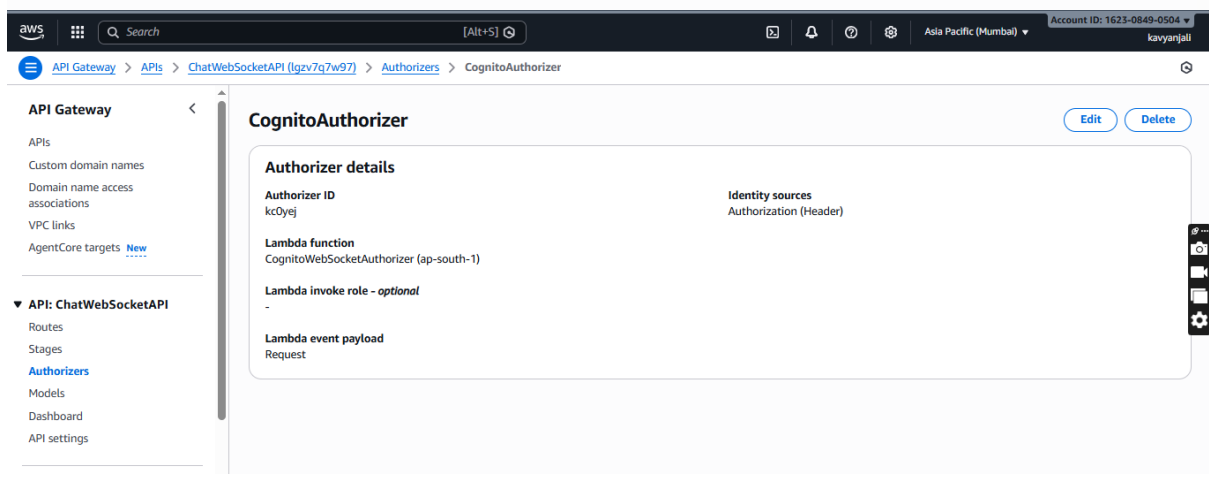 aws
Search
[Alt+S]
Asia Pacific (Mumbai) ▼
Account ID: 1623-0849-0504 ▼
kavyanjali
API Gateway > APIs > ChatWebSocketAPI (lgzv7q7w97) > Authorizers > CognitoAuthorizer
API Gateway
APIs
Custom domain names
Domain name access
associations
VPC links
AgentCore targets New
▼ API: ChatWebSocketAPI
Routes
Stages
Authorizers
Models
Dashboard
API settings
CognitoAuthorizer
Edit
Delete
Authorizer details
Authorizer ID
kc0yej
Lambda function
CognitoWebSocketAuthorizer (ap-south-1)
Lambda invoke role - optional
-
Lambda event payload
Request
Identity sources
Authorization (Header)